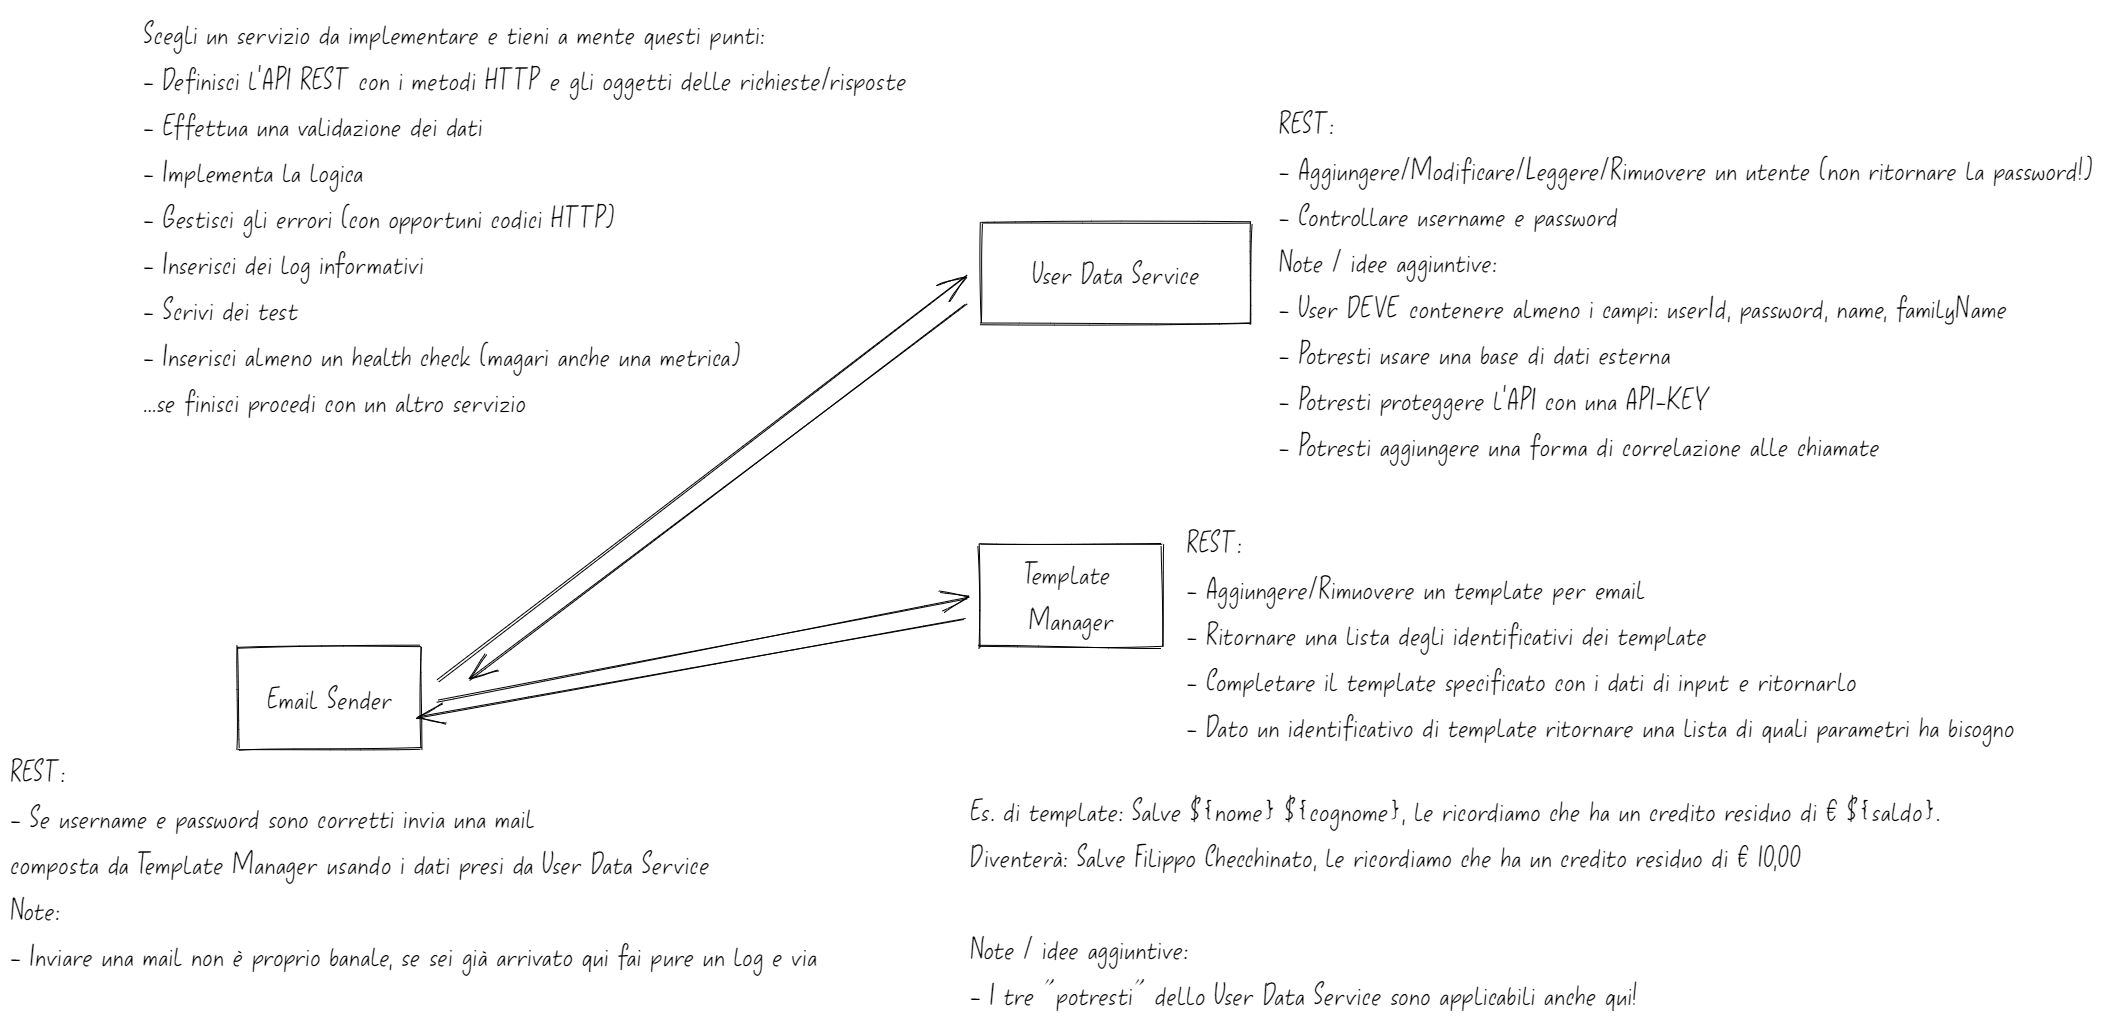 Scegli un servizio da implementare e tieni a mente questi punti:
- Definisci l'API REST con i metodi HTTP e gli oggetti delle richieste/risposte
- Effettua una validazione dei dati
- Implementa la logica
- Gestisci gli errori (con opportuni codici HTTP)
- Inserisci dei log informativi
- Scrivi dei test
- Inserisci almeno un health check (magari anche una metrica)
...se finisci procedi con un altro servizio
User Data Service
REST:
- Aggiungere/Modificare/Leggere/Rimuovere un utente (non ritornare la password!)
- Controllare username e password
Note / idee aggiuntive:
- User DEVE contenere almeno i campi: userId, password, name, familyName
- Potresti usare una base di dati esterna
- Potresti proteggere l'API con una API-KEY
- Potresti aggiungere una forma di correlazione alle chiamate
Template
Manager
REST:
- Aggiungere/Rimuovere un template per email
- Ritornare una lista degli identificativi dei template
- Completare il template specificato con i dati di input e ritornarlo
- Dato un identificativo di template ritornare una lista di quali parametri ha bisogno
Es. di template: Salve ${nome} ${cognome}, le ricordiamo che ha un credito residuo di € ${saldo}.
Diventerà: Salve Filippo Checchinato, le ricordiamo che ha un credito residuo di € 10,00
Note / idee aggiuntive:
- I tre "potresti" dello User Data Service sono applicabili anche qui!
Email Sender
REST:
- Se username e password sono corretti invia una mail
composta da Template Manager usando i dati presi da User Data Service
Note:
- Inviare una mail non è proprio banale, se sei già arrivato qui fai pure un log e via